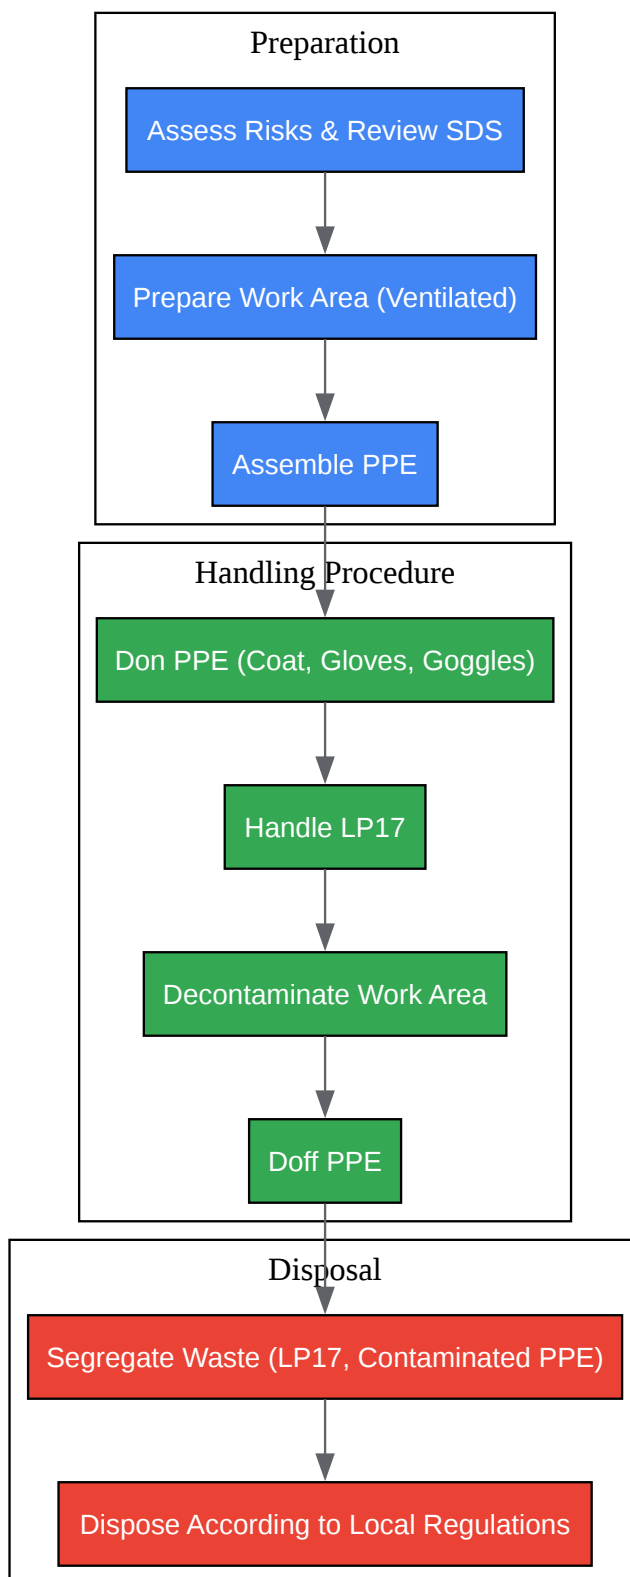 Preparation
Assess Risks & Review SDS
Prepare Work Area (Ventilated)
Assemble PPE
Handling Procedure
Don PPE (Coat, Gloves, Goggles)
Handle LP17
Decontaminate Work Area
Doff PPE
Disposal
Segregate Waste (LP17, Contaminated PPE)
Dispose According to Local Regulations